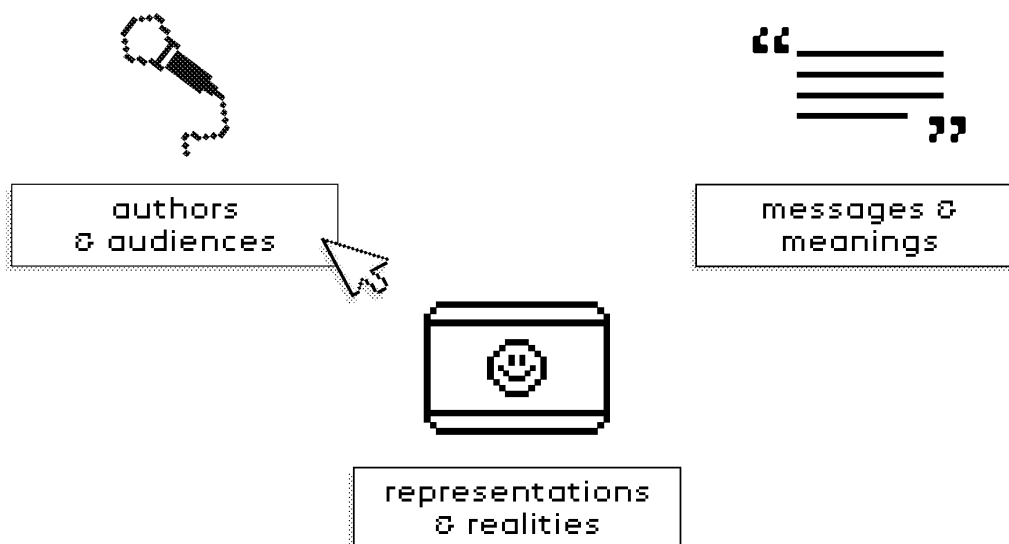 authors
& audiences
messages &
meanings
representations
& realities